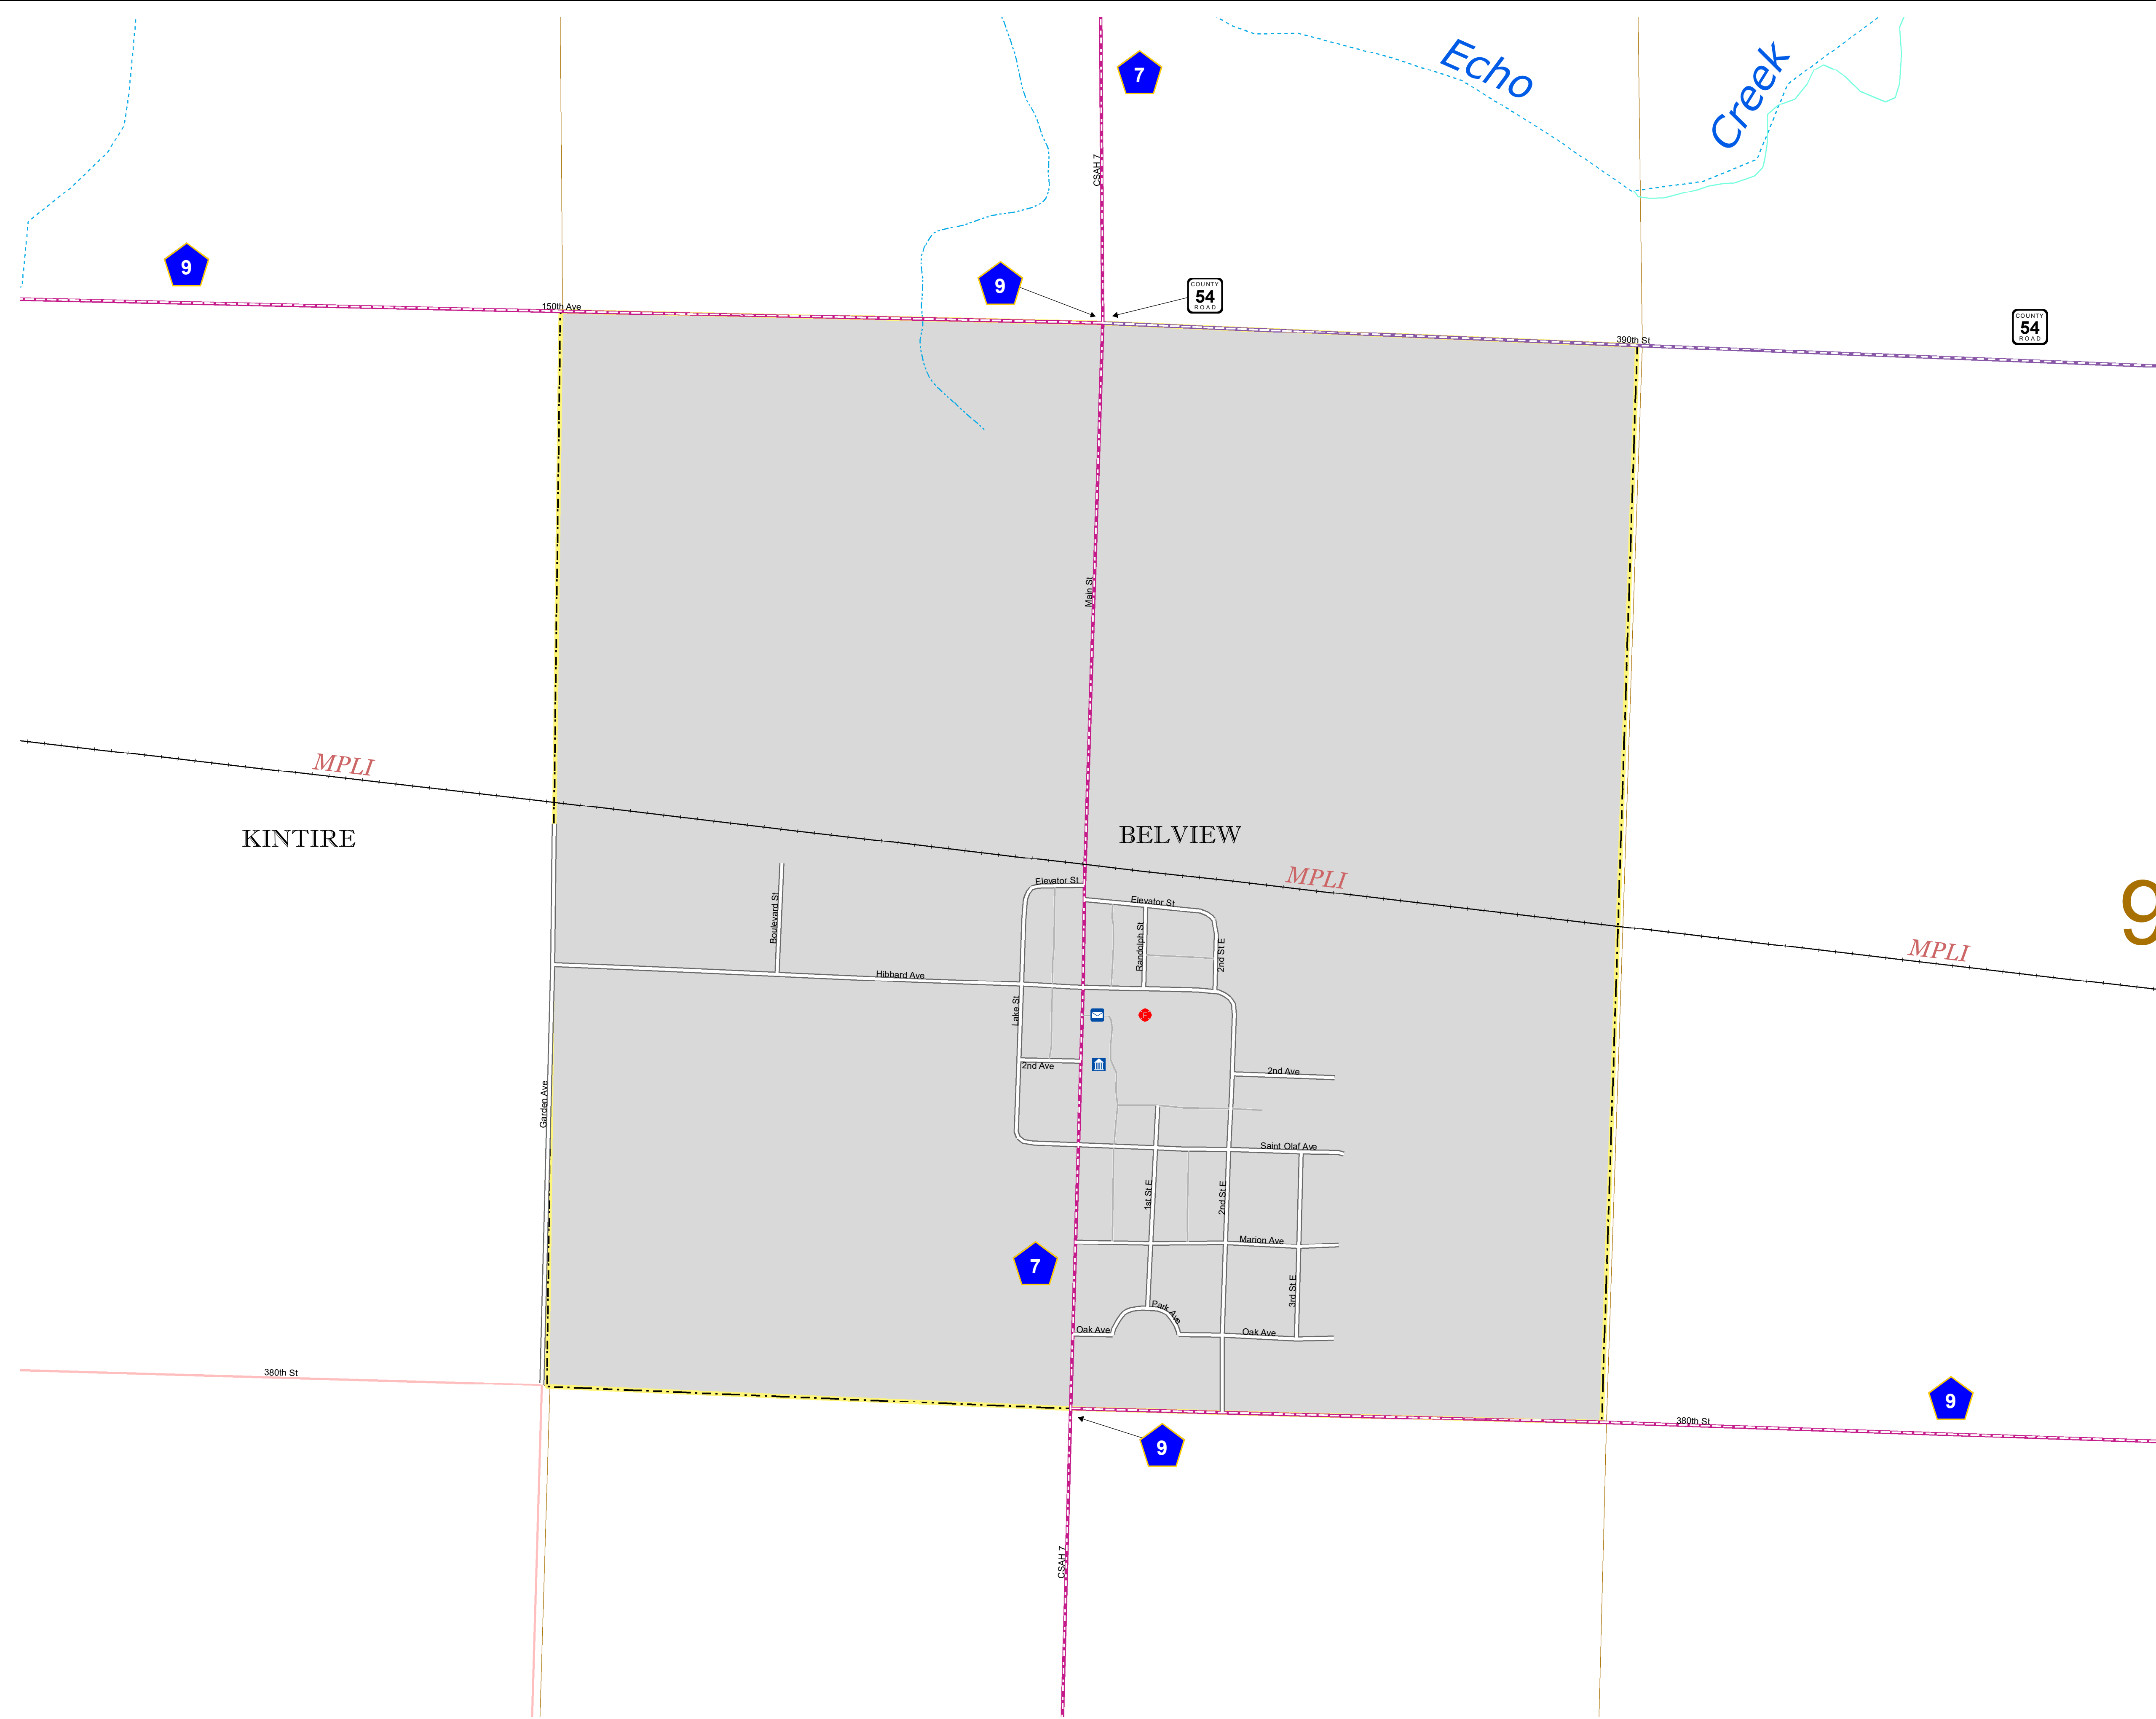 Echo
Creek
7
CSAH 7
9
9
COUNTY
54
ROAD
COUNTY
54
ROAD
150th Ave
390th St
Main St
MPLI
KINTIRE
BELVIEW
MPLI
MPLI
9
Elevator St
Elevator St
Boulevard St
Randolph St
2nd St E
Hibbard Ave
Lake St
F
2nd Ave
2nd Ave
Garden Ave
Saint Olaf Ave
1st St E
2nd St E
Marion Ave
7
3rd St E
Park Ave
Oak Ave
Oak Ave
380th St
380th St
9
9
CSAH 7